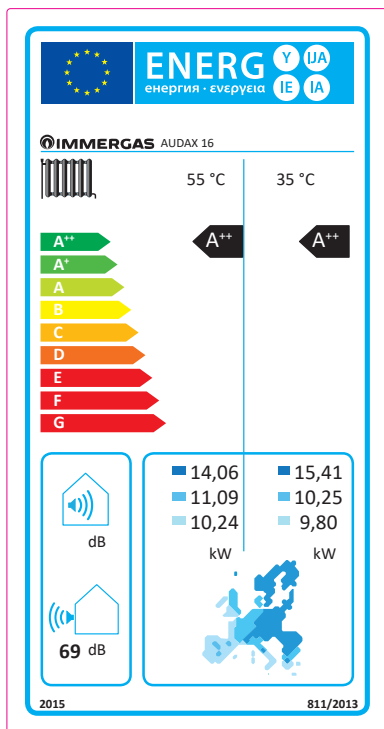 ENERG Y IJA
енергия · ενεργεια IE IA
IMMERGAS AUDAX 16
55 °C 35 °C
A++ A++ A++
A+
A
B
C
D
E
F
G
14,06 15,41
11,09 10,25
10,24 9,80
kW kW
dB
69 dB
2015 811/2013